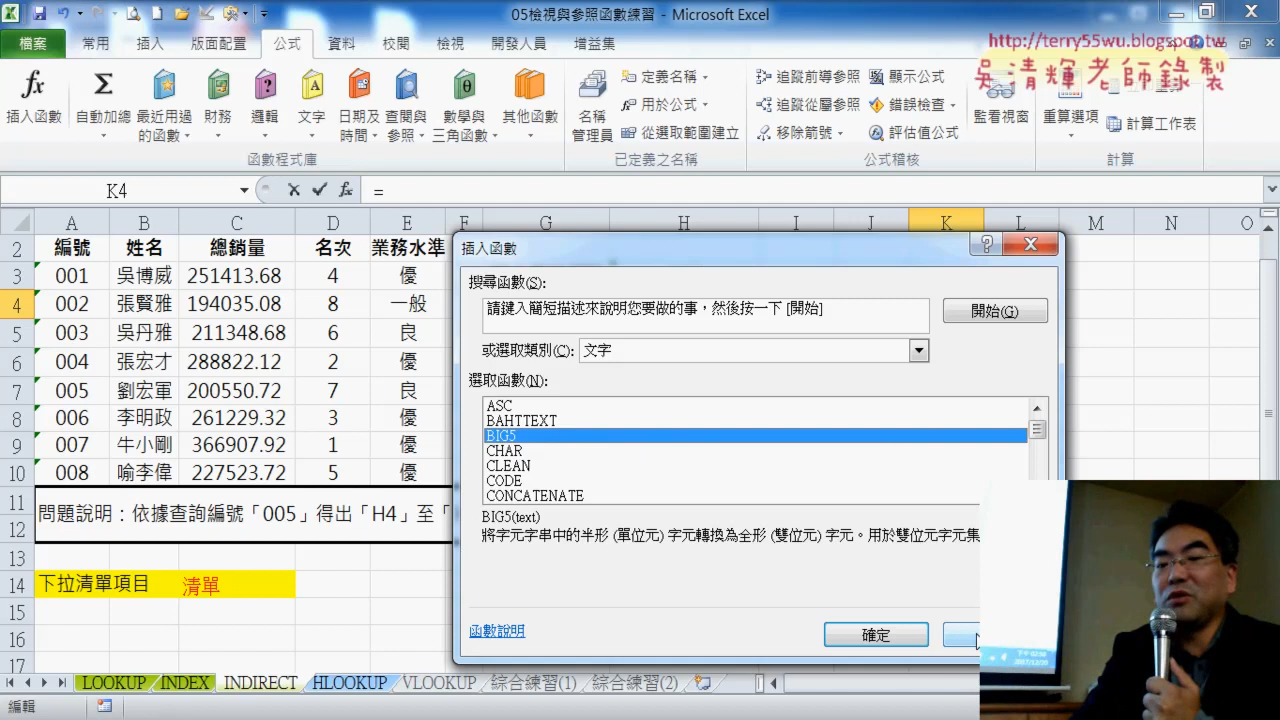 05檢視與參照函數練習 - Microsoft Excel
http://terry55wu.blogspot.tw
吳清輝老師錄製
檔案 常用 插入 版面配置 公式 資料 校閱 檢視 開發人員 增益集
插入函數 自動加總 最近用過的函數 財務 邏輯 文字 日期及時間 查閱與參照 數學與三角函數 其他函數
函數程式庫
名稱管理員 定義名稱 用於公式 從選取範圍建立
已定義之名稱
追蹤前導參照 追蹤從屬參照 移除箭號 顯示公式 錯誤檢查 評估值公式 監看視窗
公式稽核
重算選項 計算工作表
計算
K4 =
A B C D E F G H I J K L M N O
2 編號 姓名 總銷量 名次 業務水準
3 001 吳博威 251413.68 4 優
4 002 張賢雅 194035.08 8 一般
5 003 吳丹雅 211348.68 6 良
6 004 張宏才 288822.12 2 優
7 005 劉宏軍 200550.72 7 良
8 006 李明政 261229.32 3 優
9 007 牛小剛 366907.92 1 優
10 008 喻李偉 227523.72 5 優
11
問題說明：依據查詢編號「005」得出「H4」至「
12
13
14 下拉清單項目 清單
15
16
17
插入函數
搜尋函數(S):
請鍵入簡短描述來說明您要做的事，然後按一下 [開始]
開始(G)
或選取類別(C): 文字
選取函數(N):
ASC
BAHTTEXT
BIG5
CHAR
CLEAN
CODE
CONCATENATE
BIG5(text)
將字元字串中的半形 (單位元) 字元轉換為全形 (雙位元) 字元。用於雙位元字元集
函數說明
確定
LOOKUP INDEX INDIRECT HLOOKUP VLOOKUP 綜合練習(1) 綜合練習(2)
編輯